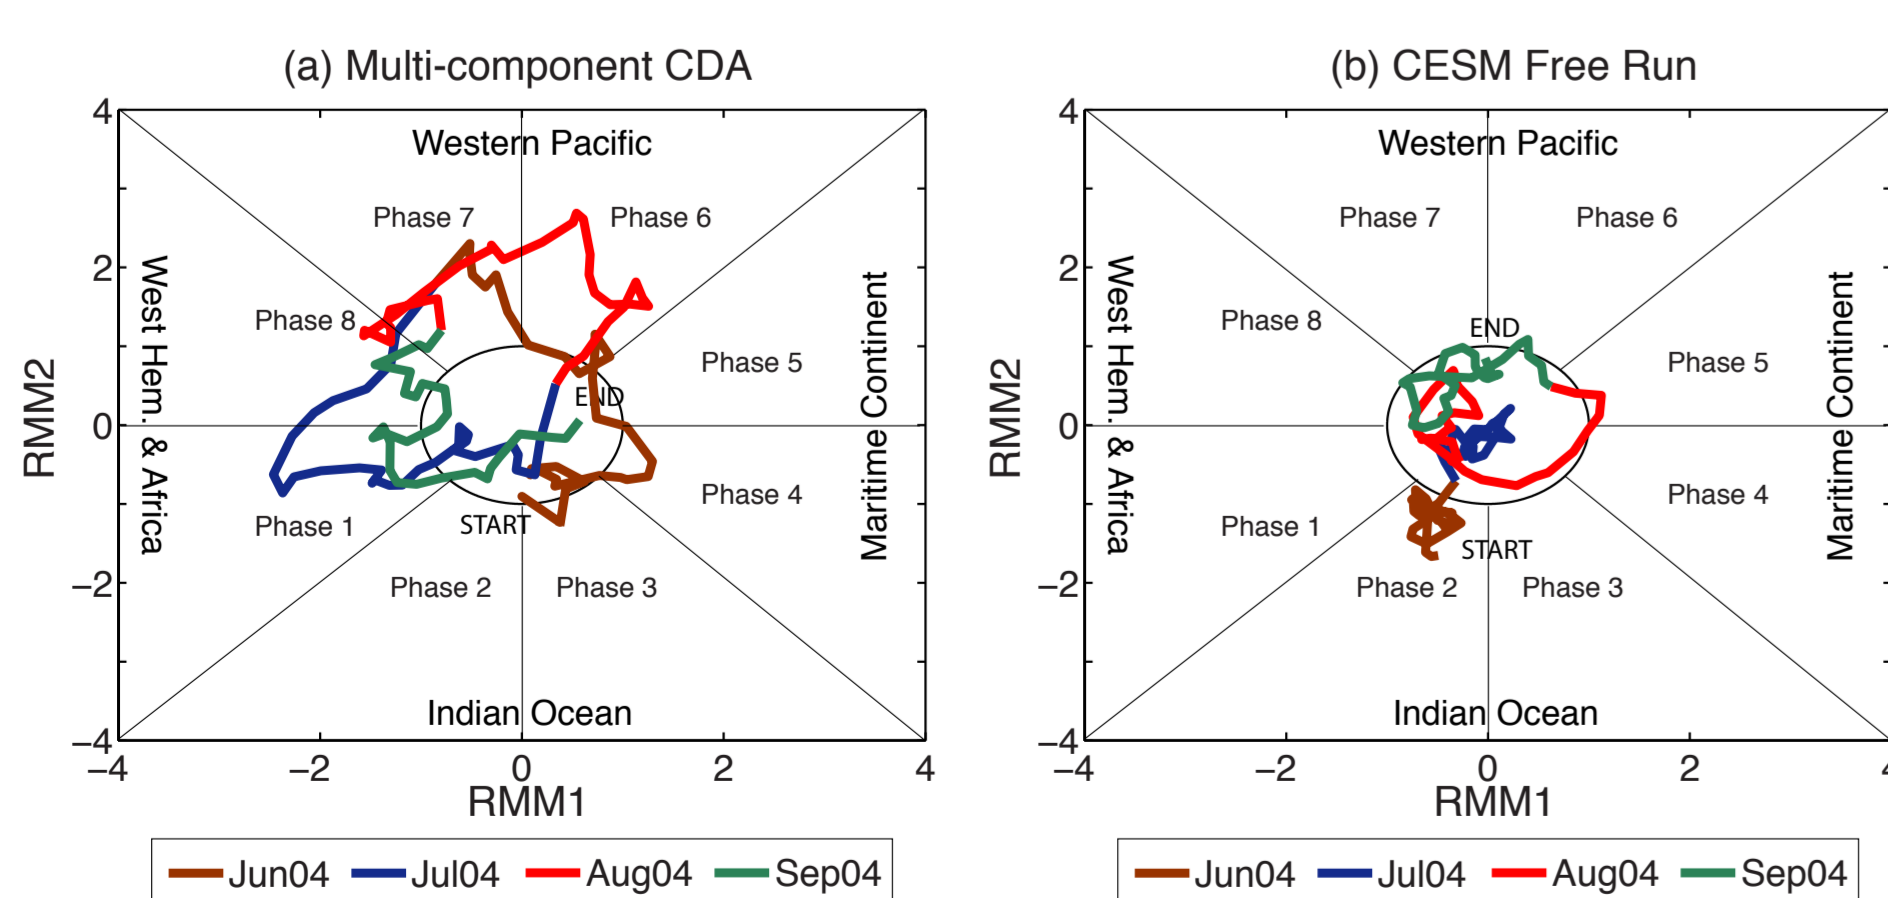 (a) Multi-component CDA
4
2
0
−2
−4
−4
−2
0
2
4
RMM2
RMM1
Western Pacific
Phase 7
Phase 6
Phase 8
Phase 5
West Hem. & Africa
Maritime Continent
END
Phase 4
START
Phase 1
Phase 2
Phase 3
Indian Ocean
Jun04 Jul04 Aug04 Sep04
(b) CESM Free Run
4
2
0
−2
−4
−4
−2
0
2
4
RMM2
RMM1
Western Pacific
Phase 7
Phase 6
Phase 8
END
Phase 5
West Hem. & Africa
Maritime Continent
Phase 4
Phase 1
START
Phase 2
Phase 3
Indian Ocean
Jun04 Jul04 Aug04 Sep04